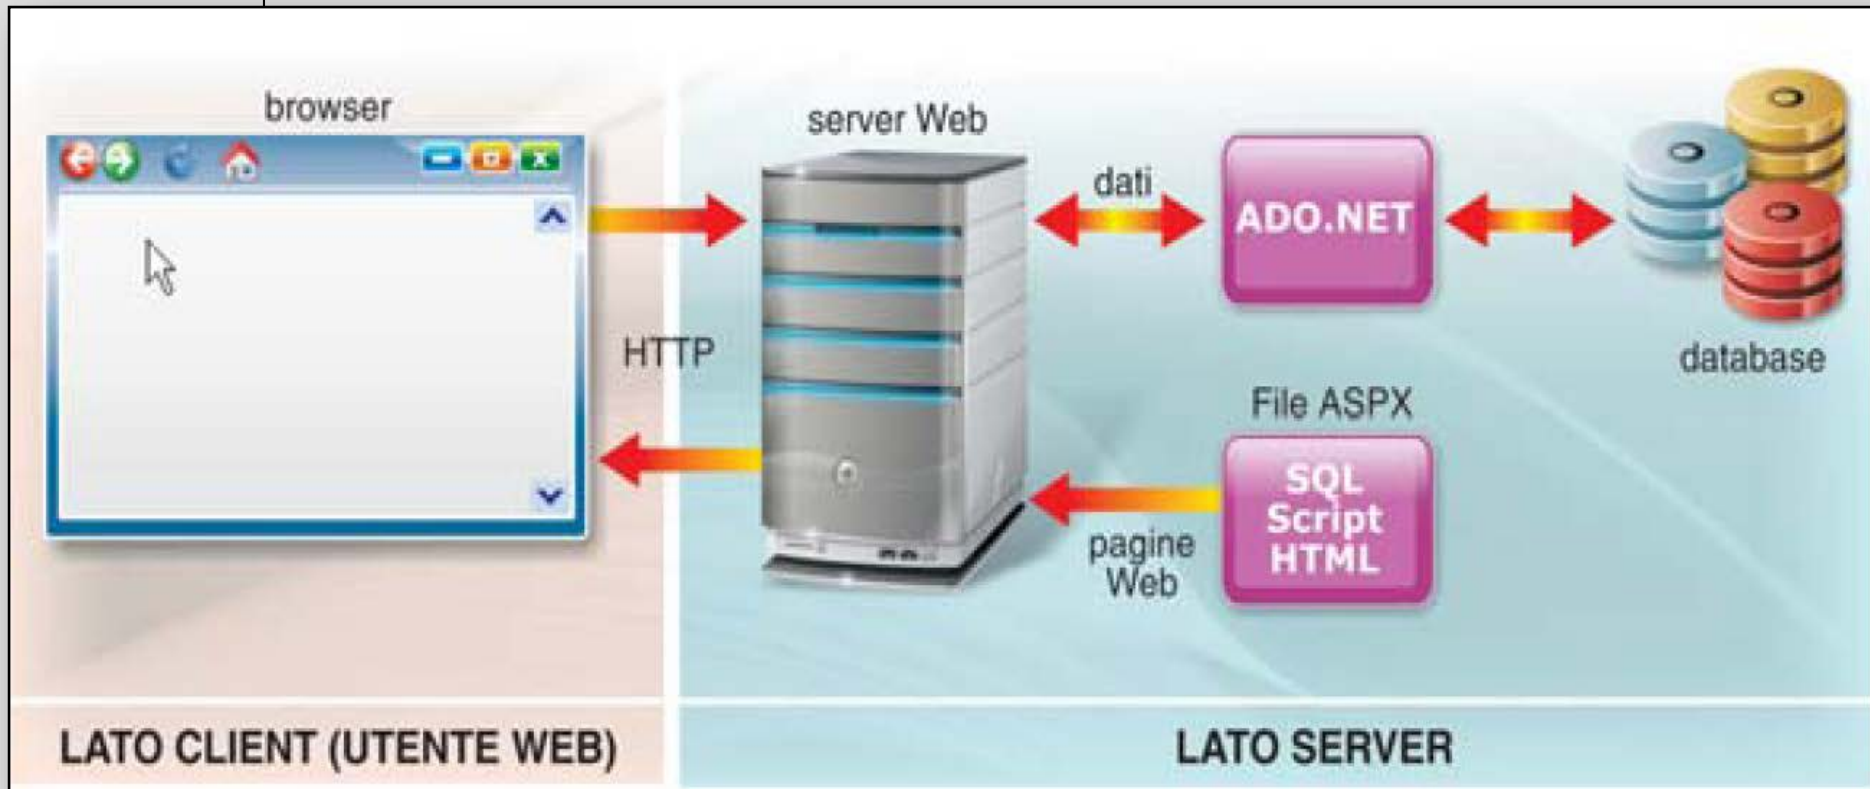 browser
server Web
dati
ADO.NET
HTTP
database
File ASPX
SQL
Script
HTML
pagine
Web
LATO CLIENT (UTENTE WEB)
LATO SERVER